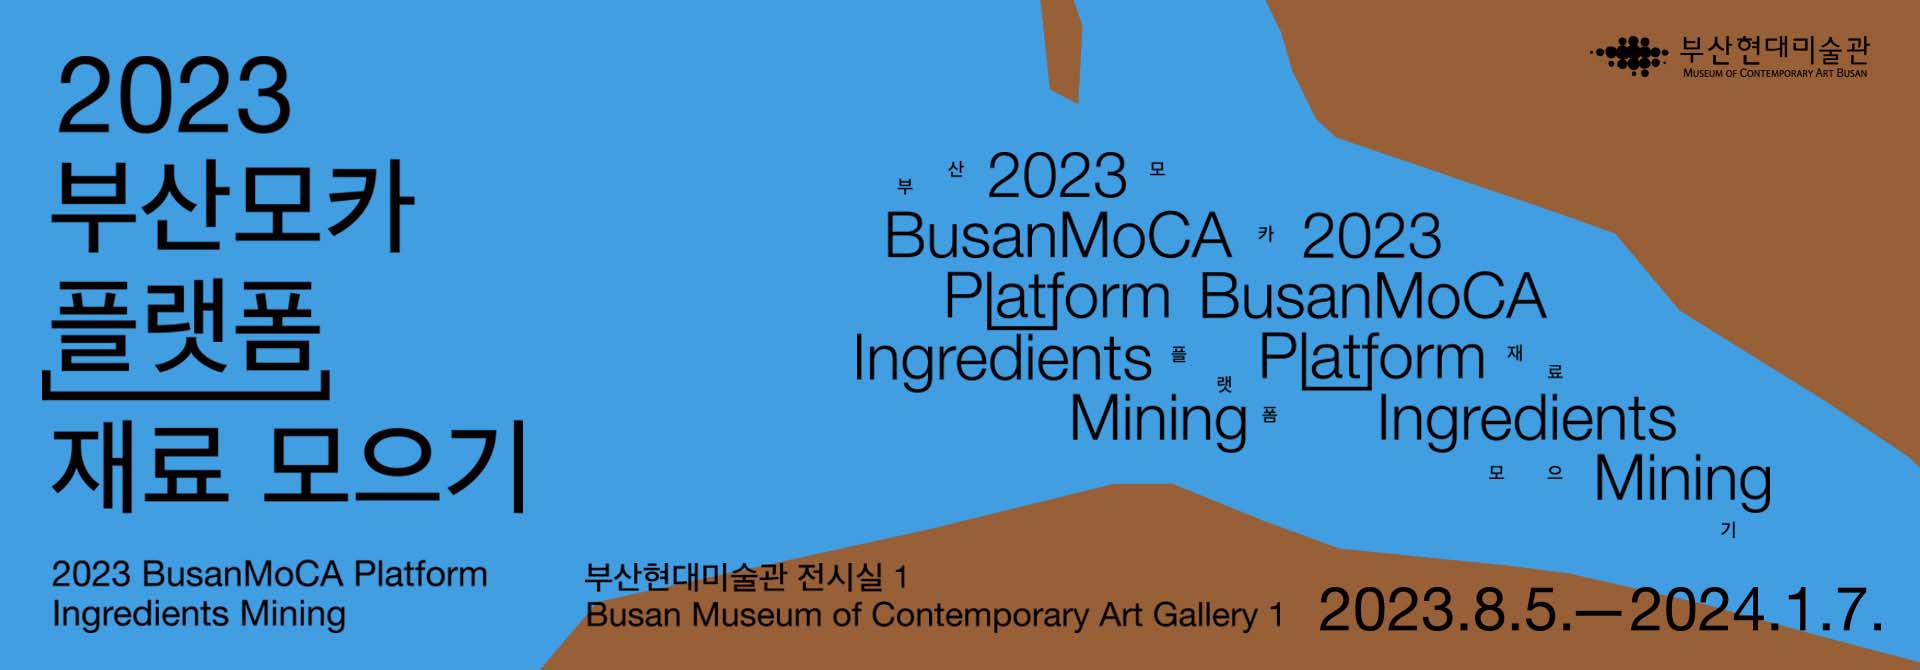 2023
부산모카
플랫폼
재료 모으기
2023 BusanMoCA Platform
Ingredients Mining
부산현대미술관 전시실 1
Busan Museum of Contemporary Art Gallery 1
2023.8.5.—2024.1.7.
부산현대미술관
MUSEUM OF CONTEMPORARY ART BUSAN
부 산 2023 모
BusanMoCA 카 2023
Platform BusanMoCA
Ingredients 플 랫 Platform 재 료
Mining 폼 Ingredients
모 으 Mining
기